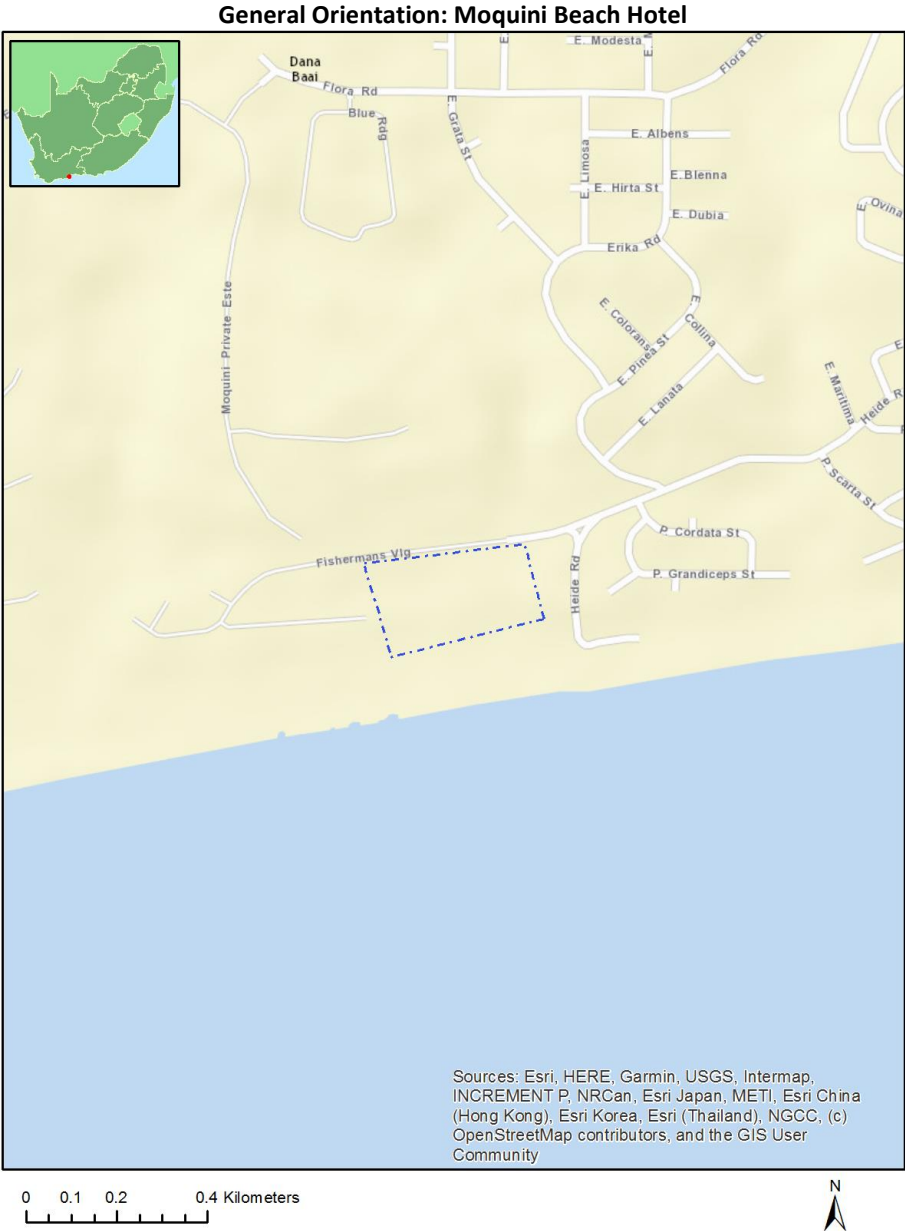 General Orientation: Moquini Beach Hotel
E. Modesta
E.
E. M
Flora Rd
Dana
Baai
Flora Rd
Blue
Rdg
E. Grata St
E. Albens
E. Limosa
E.Blenna
E. Hirta St
E. Dubia
E. Ovina
Erika Rd
Moquini Private Este
E.
E. Colorans
Collina
E. Pinea St
E. Lanata
E. Maritima
Heide R
P. Scarta St
P. Cordata St
Fishermans Vlg
P. Grandiceps St
Heide Rd
Sources: Esri, HERE, Garmin, USGS, Intermap,
INCREMENT P, NRCan, Esri Japan, METI, Esri China
(Hong Kong), Esri Korea, Esri (Thailand), NGCC, (c)
OpenStreetMap contributors, and the GIS User
Community
0 0.1 0.2 0.4 Kilometers
N